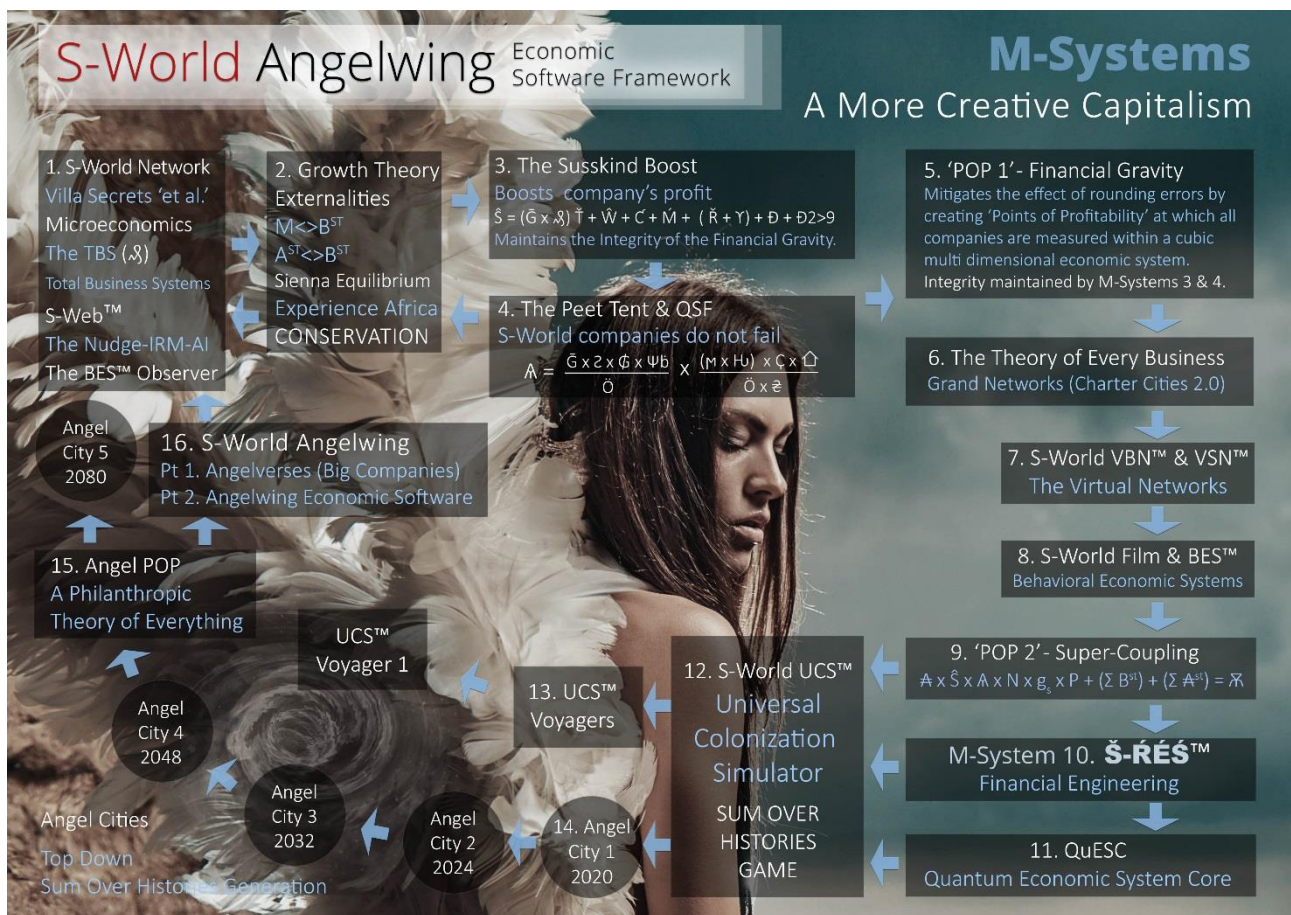 S-World Angelwing
Economic
Software Framework
M-Systems
A More Creative Capitalism
1. S-World Network
Villa Secrets ‘et al.’
Microeconomics
The TBS
Total Business Systems
S-Web™
The Nudge-IRM-AI
The BES™ Observer
2. Growth Theory
Externalities
M<>Bˢᵀ
Aˢᵀ<>Bˢᵀ
Sienna Equilibrium
Experience Africa
CONSERVATION
3. The Susskind Boost
Boosts company's profit
Maintains the Integrity of the Financial Gravity.
4. The Peet Tent & QSF
S-World companies do not fail
5. ‘POP 1’- Financial Gravity
Mitigates the effect of rounding errors by
creating ‘Points of Profitability’ at which all
companies are measured within a cubic
multi dimensional economic system.
Integrity maintained by M-Systems 3 & 4.
6. The Theory of Every Business
Grand Networks (Charter Cities 2.0)
7. S-World VBN™ & VSN™
The Virtual Networks
8. S-World Film & BES™
Behavioral Economic Systems
9. ‘POP 2’- Super-Coupling
M-System 10. Š-ŔÉŚ™
Financial Engineering
11. QuESC
Quantum Economic System Core
12. S-World UCS™
Universal
Colonization
Simulator
SUM OVER
HISTORIES
GAME
13. UCS™
Voyagers
UCS™
Voyager 1
14. Angel
City 1
2020
Angel
City 2
2024
Angel
City 3
2032
Angel
City 4
2048
Angel Cities
Top Down
Sum Over Histories Generation
15. Angel POP
A Philanthropic
Theory of Everything
Angel
City 5
2080
16. S-World Angelwing
Pt 1. Angelverses (Big Companies)
Pt 2. Angelwing Economic Software